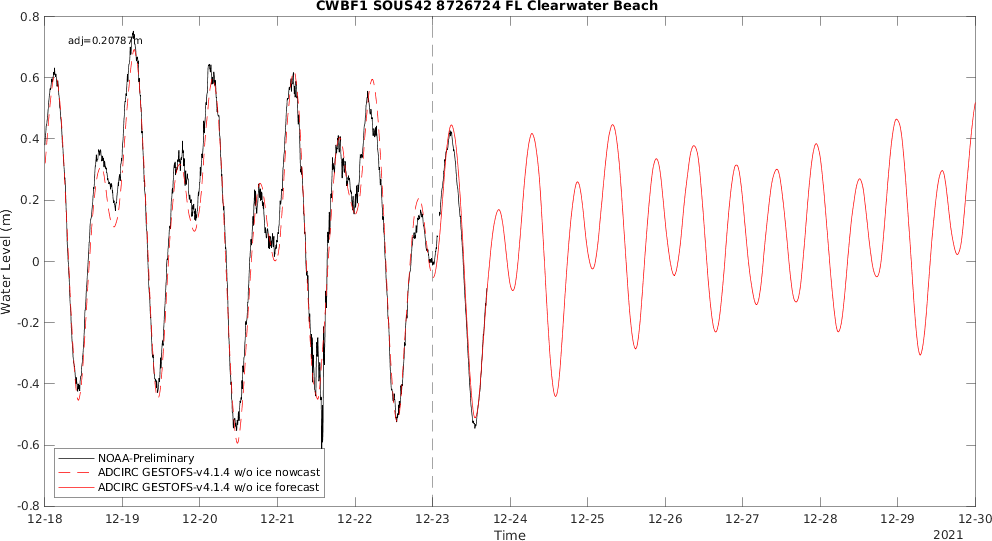 CWBF1 SOUS42 8726724 FL Clearwater Beach
adj=0.20787m
Water Level (m)
0.8
0.6
0.4
0.2
0
-0.2
-0.4
-0.6
-0.8
NOAA-Preliminary
ADCIRC GESTOFS-v4.1.4 w/o ice nowcast
ADCIRC GESTOFS-v4.1.4 w/o ice forecast
12-18 12-19 12-20 12-21 12-22 12-23 12-24 12-25 12-26 12-27 12-28 12-29 12-30
Time
2021